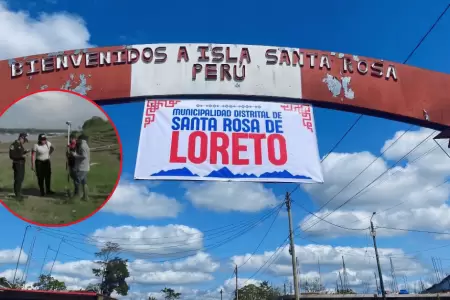 BIENVENIDOS A ISLA SANTA ROSA
PERU
MUNICIPALIDAD DISTRITAL DE
SANTA ROSA DE
LORETO